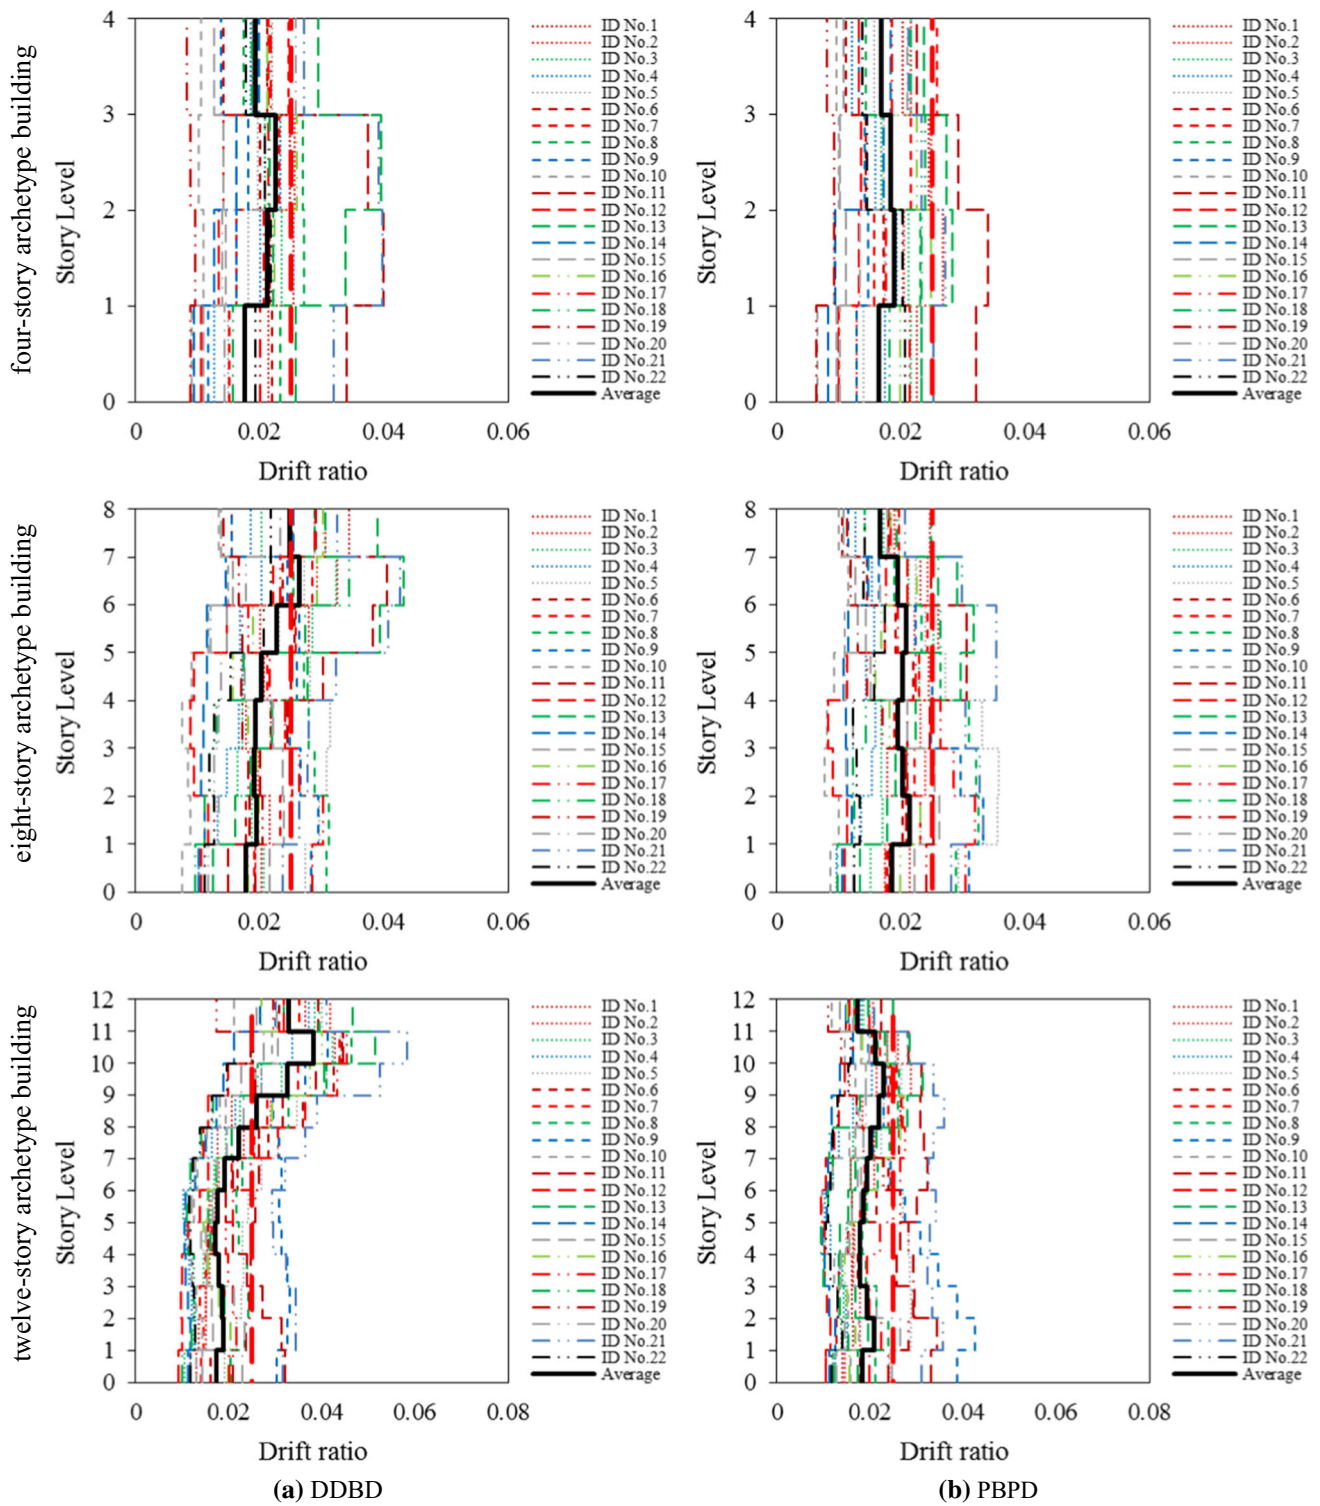 four-story archetype building
Story Level
4
3
2
1
0
0 0.02 0.04 0.06
Drift ratio
ID No.1
ID No.2
ID No.3
ID No.4
ID No.5
ID No.6
ID No.7
ID No.8
ID No.9
ID No.10
ID No.11
ID No.12
ID No.13
ID No.14
ID No.15
ID No.16
ID No.17
ID No.18
ID No.19
ID No.20
ID No.21
ID No.22
Average
Story Level
4
3
2
1
0
0 0.02 0.04 0.06
Drift ratio
ID No.1
ID No.2
ID No.3
ID No.4
ID No.5
ID No.6
ID No.7
ID No.8
ID No.9
ID No.10
ID No.11
ID No.12
ID No.13
ID No.14
ID No.15
ID No.16
ID No.17
ID No.18
ID No.19
ID No.20
ID No.21
ID No.22
Average
eight-story archetype building
Story Level
8
7
6
5
4
3
2
1
0
0 0.02 0.04 0.06
Drift ratio
ID No.1
ID No.2
ID No.3
ID No.4
ID No.5
ID No.6
ID No.7
ID No.8
ID No.9
ID No.10
ID No.11
ID No.12
ID No.13
ID No.14
ID No.15
ID No.16
ID No.17
ID No.18
ID No.19
ID No.20
ID No.21
ID No.22
Average
Story Level
8
7
6
5
4
3
2
1
0
0 0.02 0.04 0.06
Drift ratio
ID No.1
ID No.2
ID No.3
ID No.4
ID No.5
ID No.6
ID No.7
ID No.8
ID No.9
ID No.10
ID No.11
ID No.12
ID No.13
ID No.14
ID No.15
ID No.16
ID No.17
ID No.18
ID No.19
ID No.20
ID No.21
ID No.22
Average
twelve-story archetype building
Story Level
12
11
10
9
8
7
6
5
4
3
2
1
0
0 0.02 0.04 0.06 0.08
Drift ratio
ID No.1
ID No.2
ID No.3
ID No.4
ID No.5
ID No.6
ID No.7
ID No.8
ID No.9
ID No.10
ID No.11
ID No.12
ID No.13
ID No.14
ID No.15
ID No.16
ID No.17
ID No.18
ID No.19
ID No.20
ID No.21
ID No.22
Average
Story Level
12
11
10
9
8
7
6
5
4
3
2
1
0
0 0.02 0.04 0.06 0.08
Drift ratio
ID No.1
ID No.2
ID No.3
ID No.4
ID No.5
ID No.6
ID No.7
ID No.8
ID No.9
ID No.10
ID No.11
ID No.12
ID No.13
ID No.14
ID No.15
ID No.16
ID No.17
ID No.18
ID No.19
ID No.20
ID No.21
ID No.22
Average
(a) DDBD
(b) PBPD